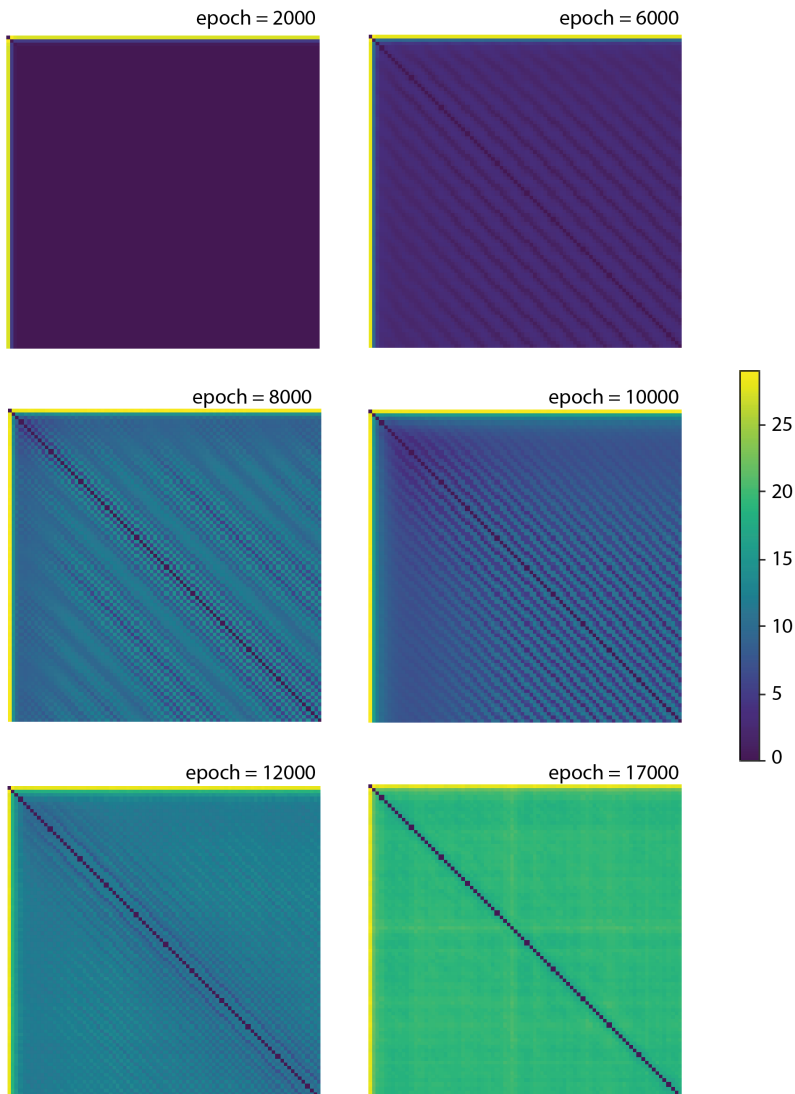 epoch = 2000
epoch = 6000
epoch = 8000
epoch = 10000
25
20
15
10
5
0
epoch = 12000
epoch = 17000